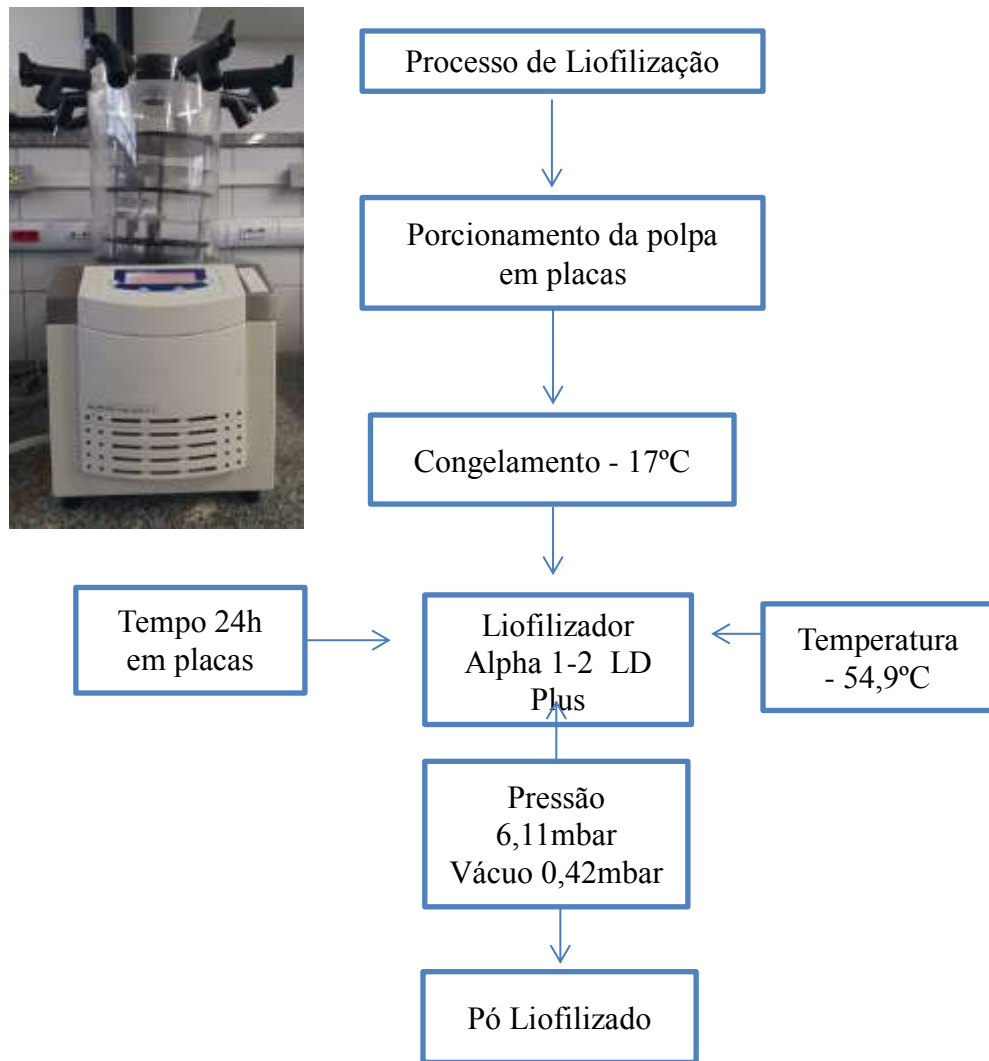 Processo de Liofilização
Porcionamento da polpa
em placas
Congelamento - 17ºC
Tempo 24h
em placas
Liofilizador
Alpha 1-2 LD
Plus
Temperatura
- 54,9ºC
Pressão
6,11mbar
Vácuo 0,42mbar
Pó Liofilizado